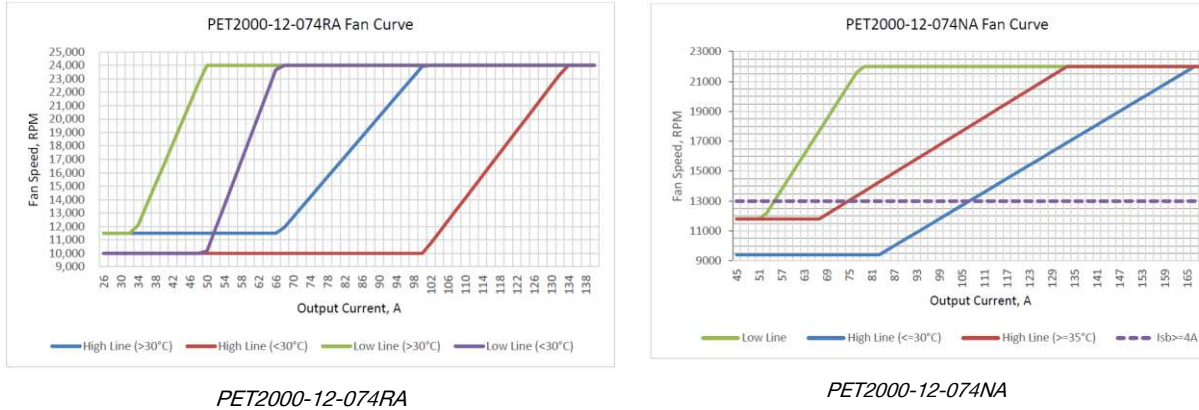 PET2000-12-074RA Fan Curve
Fan Speed, RPM
25,000
24,000
23,000
22,000
21,000
20,000
19,000
18,000
17,000
16,000
15,000
14,000
13,000
12,000
11,000
10,000
9,000
26 30 34 38 42 46 50 54 58 62 66 70 74 78 82 86 90 94 98 102 106 110 114 118 122 126 130 134 138
Output Current, A
High Line (>30°C) High Line (<30°C) Low Line (>30°C) Low Line (<30°C)
PET2000-12-074RA
PET2000-12-074NA Fan Curve
Fan Speed, RPM
23000
21000
19000
17000
15000
13000
11000
9000
45 51 57 63 69 75 81 87 93 99 105 111 117 123 129 135 141 147 153 159 165
Output Current, A
Low Line High Line (<=30°C) High Line (>=35°C) Isb>=4A
PET2000-12-074NA